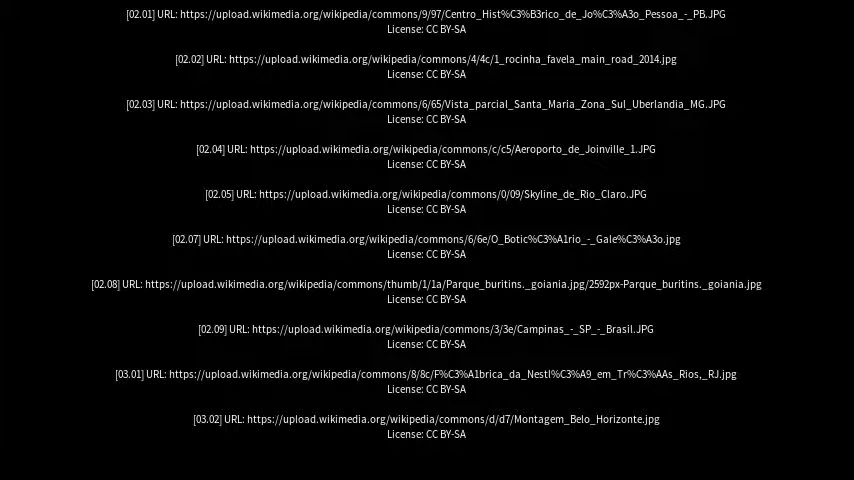 [02.01] URL: https://upload.wikimedia.org/wikipedia/commons/9/97/Centro_Hist%C3%B3rico_de_Jo%C3%A3o_Pessoa_-_PB.JPG
License: CC BY-SA
[02.02] URL: https://upload.wikimedia.org/wikipedia/commons/4/4c/1_rocinha_favela_main_road_2014.jpg
License: CC BY-SA
[02.03] URL: https://upload.wikimedia.org/wikipedia/commons/6/65/Vista_parcial_Santa_Maria_Zona_Sul_Uberlandia_MG.JPG
License: CC BY-SA
[02.04] URL: https://upload.wikimedia.org/wikipedia/commons/c/c5/Aeroporto_de_Joinville_1.JPG
License: CC BY-SA
[02.05] URL: https://upload.wikimedia.org/wikipedia/commons/0/09/Skyline_de_Rio_Claro.JPG
License: CC BY-SA
[02.07] URL: https://upload.wikimedia.org/wikipedia/commons/6/6e/O_Botic%C3%A1rio_-_Gale%C3%A3o.jpg
License: CC BY-SA
[02.08] URL: https://upload.wikimedia.org/wikipedia/commons/thumb/1/1a/Parque_buritins._goiania.jpg/2592px-Parque_buritins._goiania.jpg
License: CC BY-SA
[02.09] URL: https://upload.wikimedia.org/wikipedia/commons/3/3e/Campinas_-_SP_-_Brasil.JPG
License: CC BY-SA
[03.01] URL: https://upload.wikimedia.org/wikipedia/commons/8/8c/F%C3%A1brica_da_Nestl%C3%A9_em_Tr%C3%AAs_Rios,_RJ.jpg
License: CC BY-SA
[03.02] URL: https://upload.wikimedia.org/wikipedia/commons/d/d7/Montagem_Belo_Horizonte.jpg
License: CC BY-SA